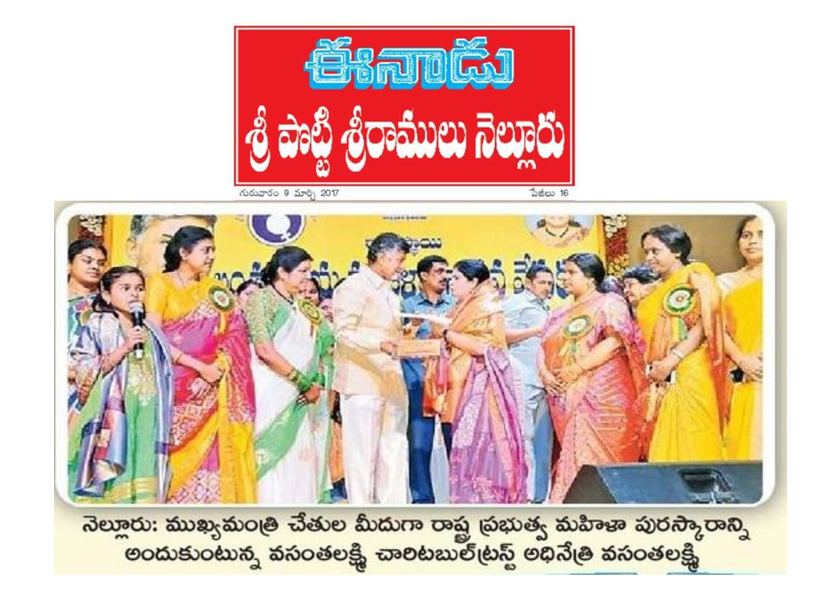 ఈనాడు
శ్రీ పొట్టి శ్రీరాములు నెల్లూరు
గురువారం 9 మార్చి 2017 పేజీలు 16
నెల్లూరు: ముఖ్యమంత్రి చేతుల మీదుగా రాష్ట్ర ప్రభుత్వ మహిళా పురస్కారాన్ని
అందుకుంటున్న వసంతలక్ష్మి చారిటబుల్‌ట్రస్ట్ అధినేత్రి వసంతలక్ష్మి